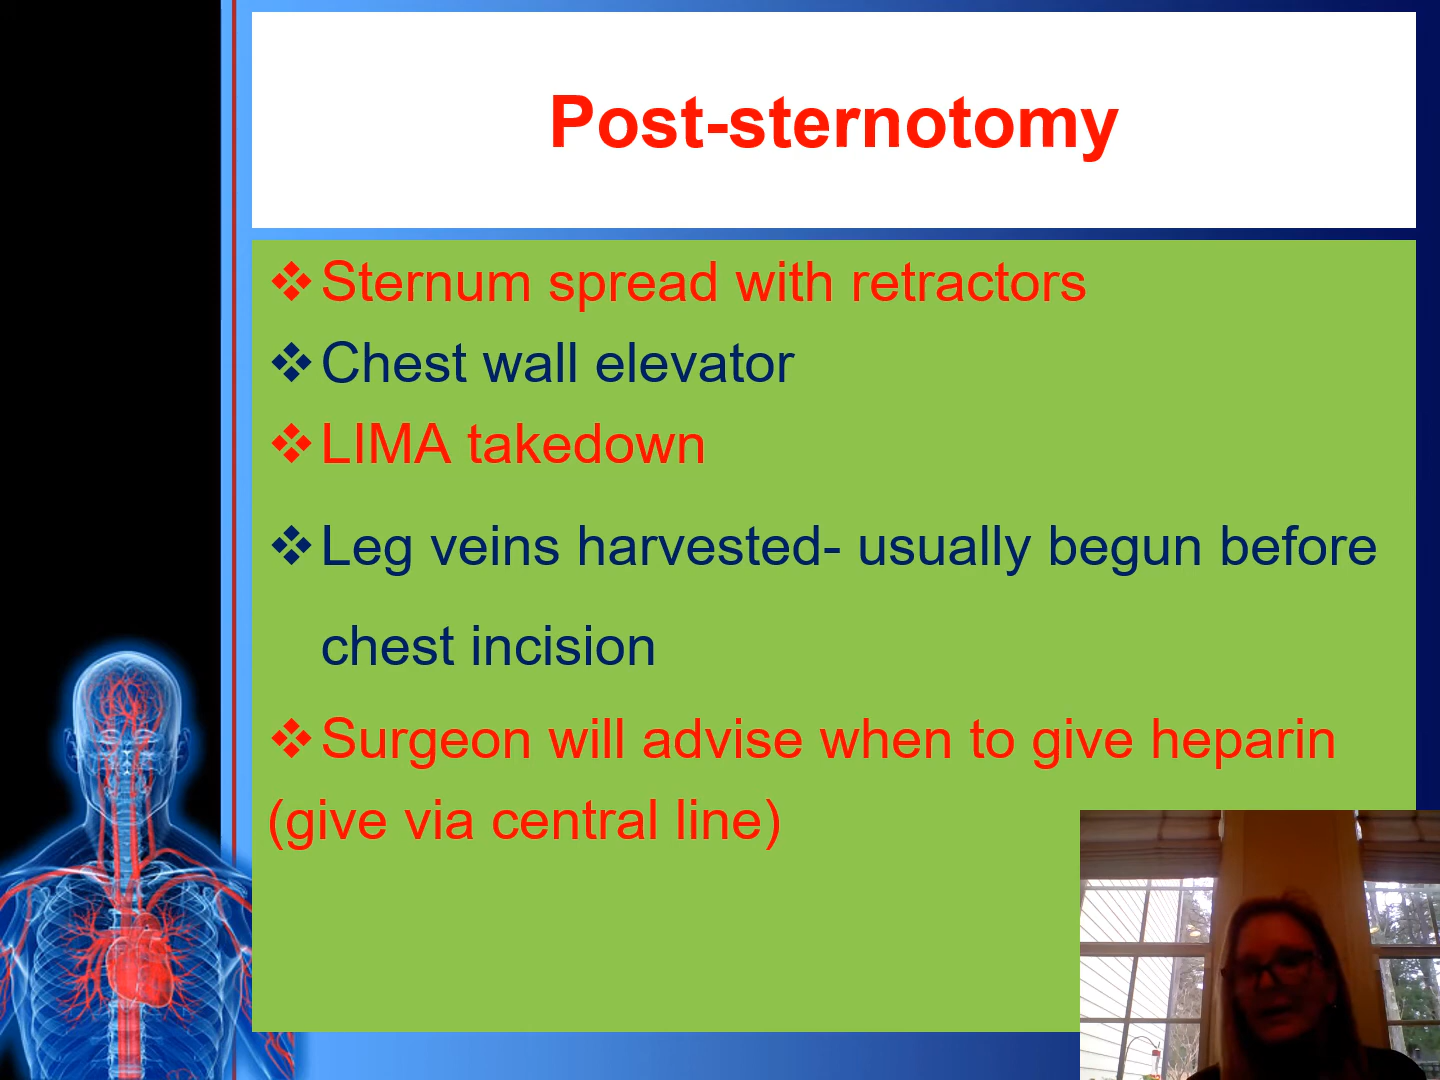 Post-sternotomy
❖Sternum spread with retractors
❖Chest wall elevator
❖LIMA takedown
❖Leg veins harvested- usually begun before
chest incision
❖Surgeon will advise when to give heparin
(give via central line)